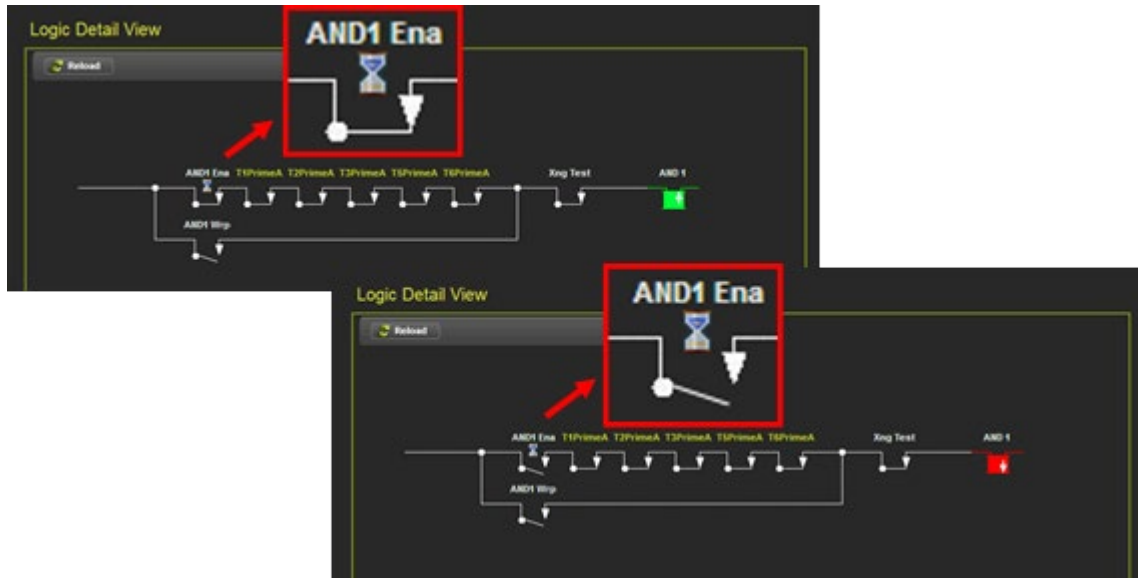 Logic Detail View
AND1 Ena
Reload
AND1 Ena T1PrimeA T2PrimeA T3PrimeA T5PrimeA T6PrimeA Xng Test AND 1
AND1 Wrp
Logic Detail View
AND1 Ena
Reload
AND1 Ena T1PrimeA T2PrimeA T3PrimeA T5PrimeA T6PrimeA Xng Test AND 1
AND1 Wrp